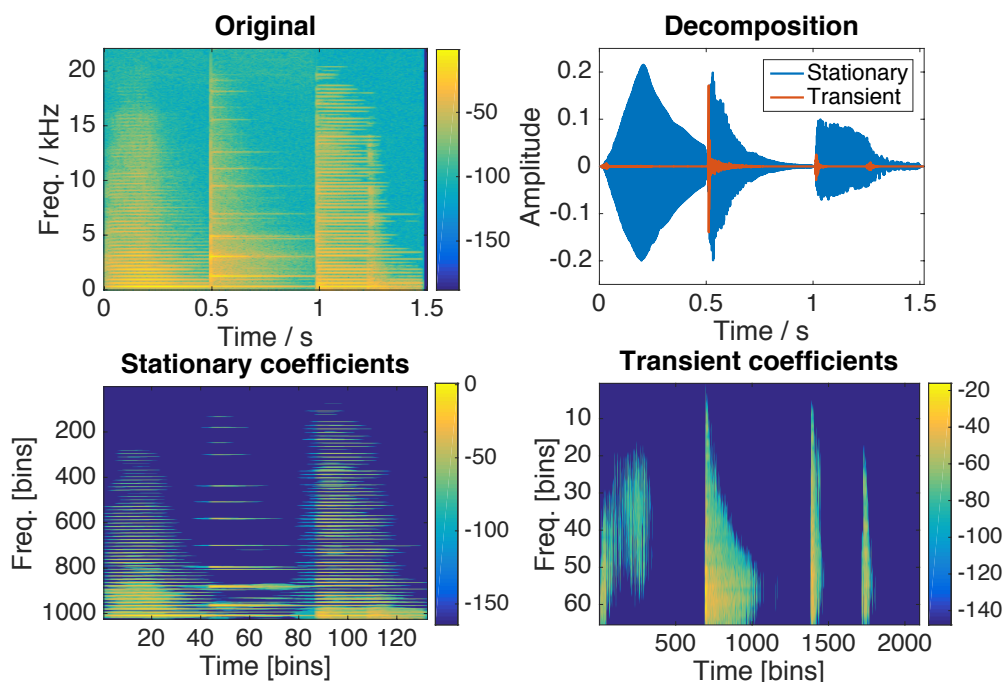 Original
Freq. / kHz
20
15
10
5
0
0 0.5 1 1.5
Time / s
-50
-100
-150
Decomposition
Amplitude
0.2
0.1
0
-0.1
-0.2
Stationary
Transient
0 0.5 1 1.5
Time / s
Stationary coefficients
Freq. [bins]
200
400
600
800
1000
20 40 60 80 100 120
Time [bins]
0
-50
-100
-150
Transient coefficients
Freq. [bins]
10
20
30
40
50
60
500 1000 1500 2000
Time [bins]
-20
-40
-60
-80
-100
-120
-140